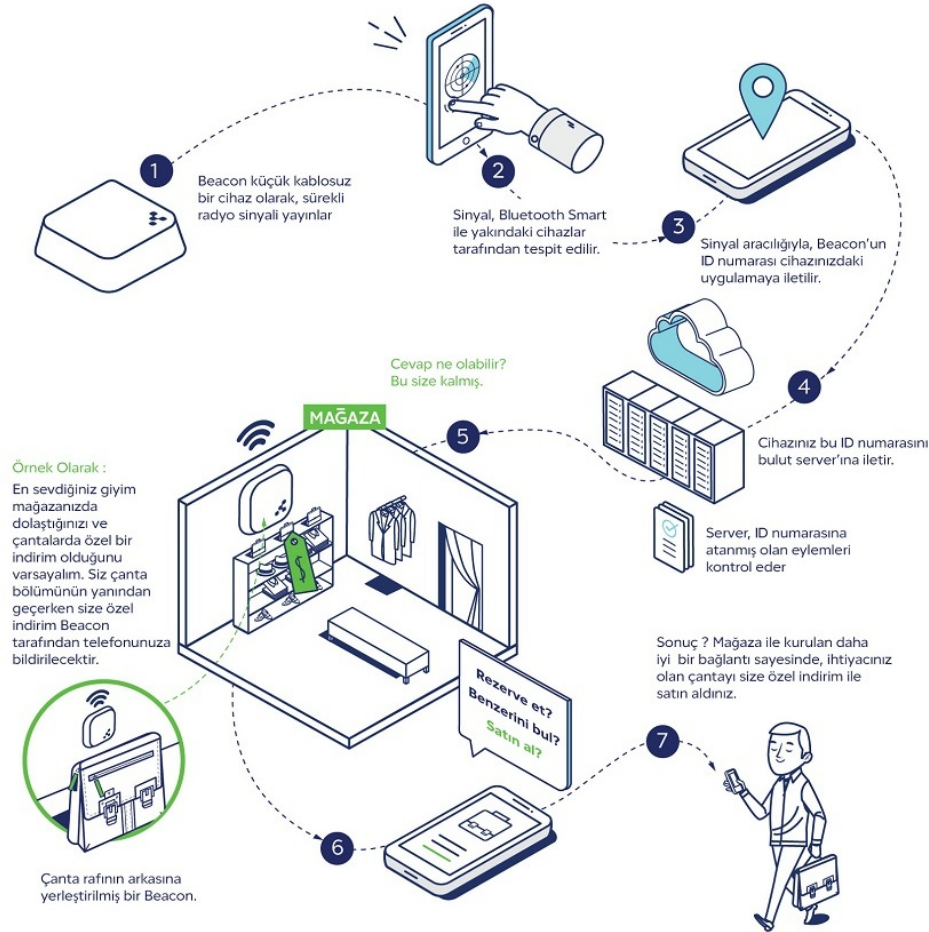 1
Beacon küçük kablosuz
bir cihaz olarak, sürekli
radyo sinyali yayınlar
2
Sinyal, Bluetooth Smart
ile yakındaki cihazlar
tarafından tespit edilir.
3
Sinyal aracılığıyla, Beacon'un
ID numarası cihazınızdaki
uygulamaya iletilir.
4
Cihazınız bu ID numarasını
bulut server'ına iletir.
Server, ID numarasına
atanmış olan eylemleri
kontrol eder
5
Cevap ne olabilir?
Bu size kalmış.
MAĞAZA
Örnek Olarak :
En sevdiğiniz giyim
mağazanızda
dolaştığınızı ve
çantalarda özel bir
indirim olduğunu
varsayalım. Siz çanta
bölümünün yanından
geçerken size özel
indirim Beacon
tarafından telefonunuza
bildirilecektir.
$
Çanta rafının arkasına
yerleştirilmiş bir Beacon.
6
Rezerve et?
Benzerini bul?
Satın al?
7
Sonuç ? Mağaza ile kurulan daha
iyi bir bağlantı sayesinde, ihtiyacınız
olan çantayı size özel indirim ile
satın aldınız.